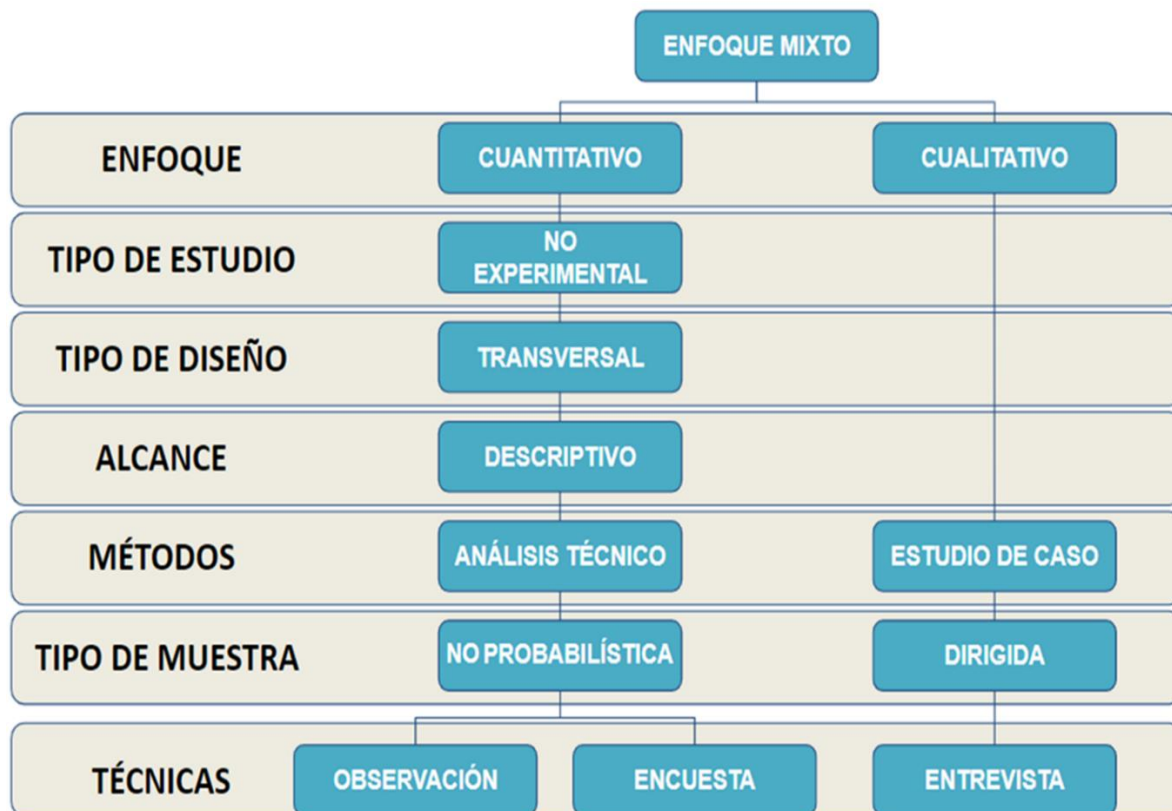 ENFOQUE MIXTO
ENFOQUE
CUANTITATIVO
CUALITATIVO
TIPO DE ESTUDIO
NO
EXPERIMENTAL
TIPO DE DISEÑO
TRANSVERSAL
ALCANCE
DESCRIPTIVO
MÉTODOS
ANÁLISIS TÉCNICO
ESTUDIO DE CASO
TIPO DE MUESTRA
NO PROBABILÍSTICA
DIRIGIDA
TÉCNICAS
OBSERVACIÓN
ENCUESTA
ENTREVISTA